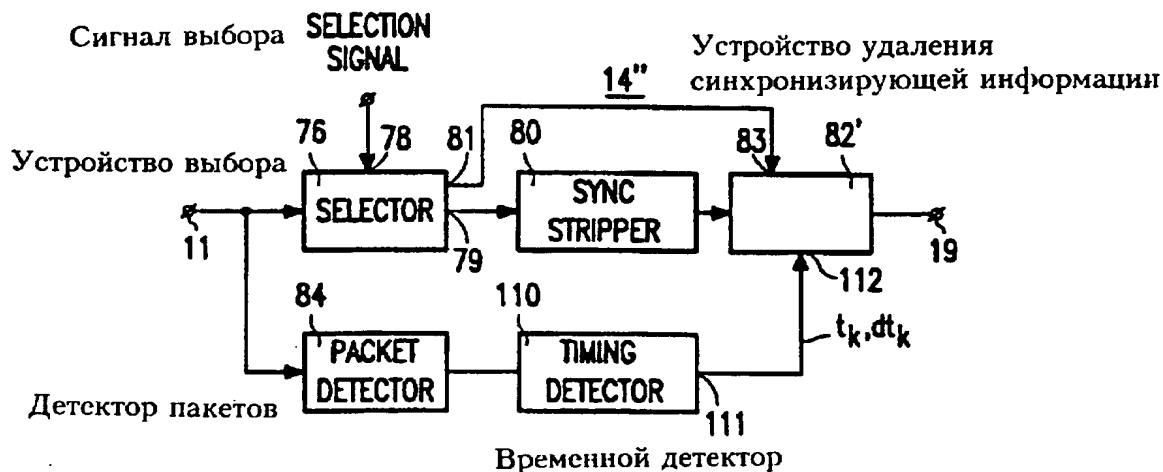 Сигнал выбора
SELECTION
SIGNAL
Устройство удаления
синхронизирующей информации
14"
Устройство выбора
76
78
81
80
83
82'
SELECTOR
SYNC
STRIPPER
11
79
19
112
84
110
t_k, dt_k
PACKET
DETECTOR
TIMING
DETECTOR
111
Детектор пакетов
Временной детектор